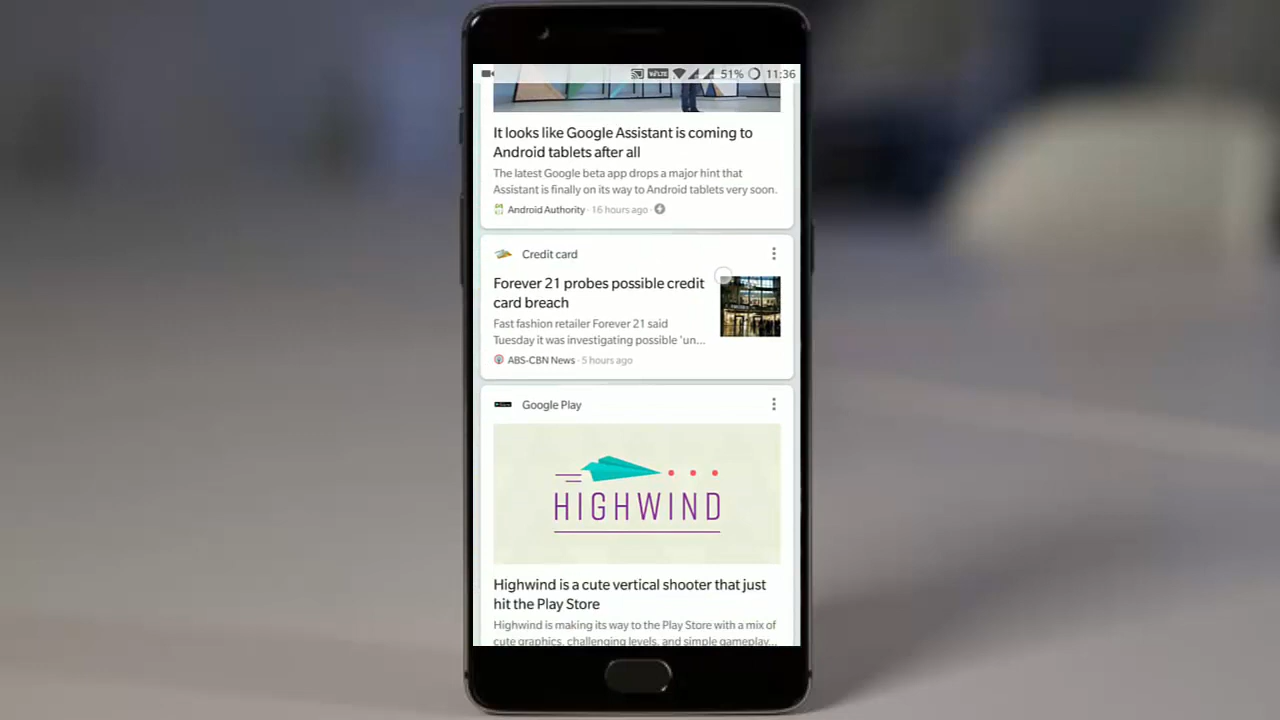 VoLTE 51% 11:36
It looks like Google Assistant is coming to
Android tablets after all
The latest Google beta app drops a major hint that
Assistant is finally on its way to Android tablets very soon.
Android Authority · 16 hours ago ·
Credit card
Forever 21 probes possible credit
card breach
Fast fashion retailer Forever 21 said
Tuesday it was investigating possible 'un...
ABS-CBN News · 5 hours ago
Google Play
HIGHWIND
Highwind is a cute vertical shooter that just
hit the Play Store
Highwind is making its way to the Play Store with a mix of
cute graphics, challenging levels, and simple gameplay...